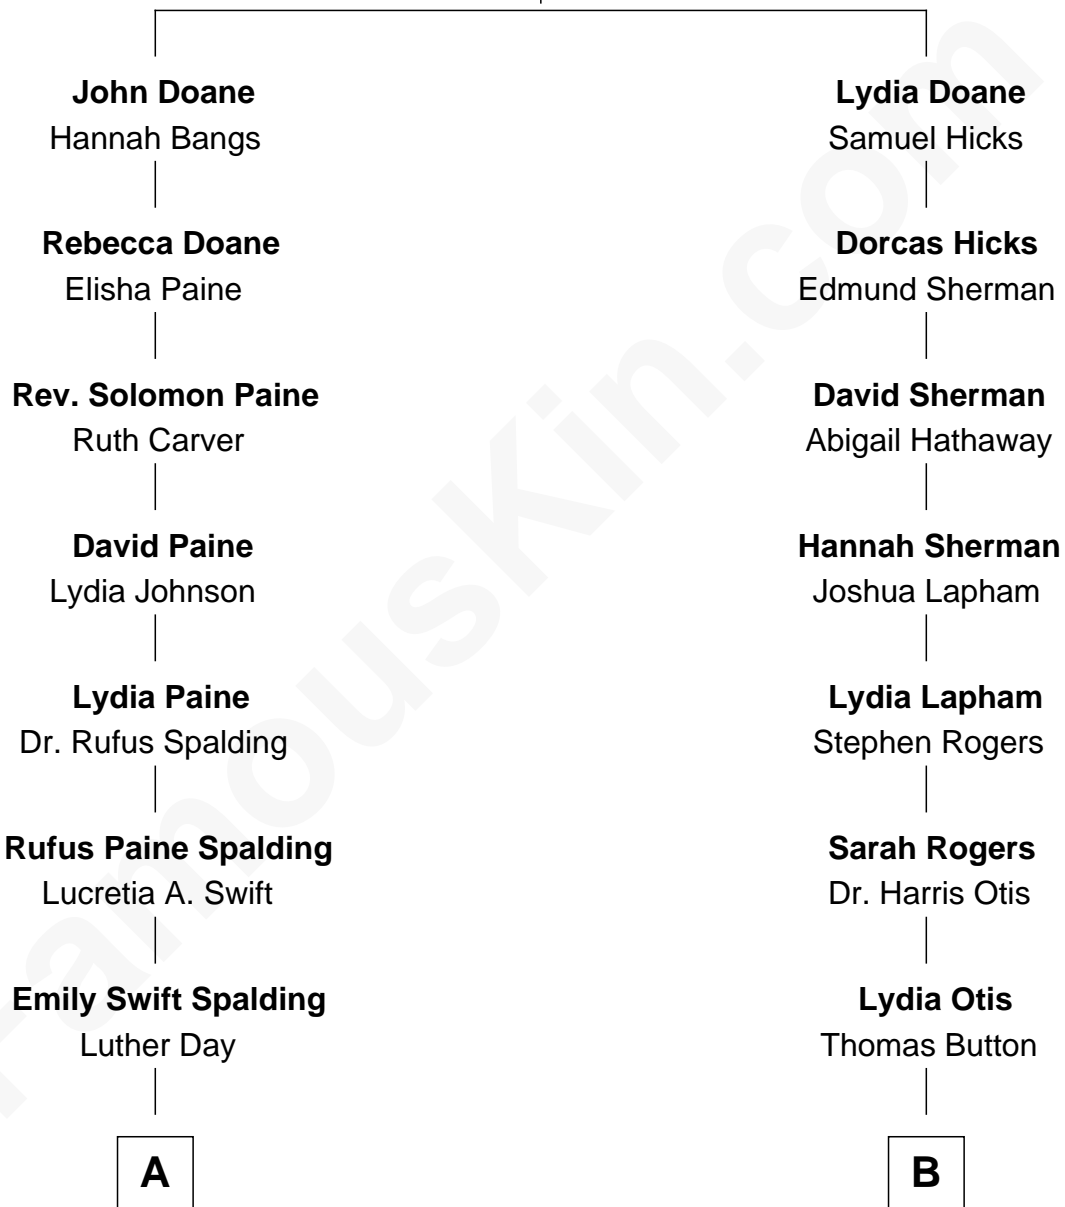 John Doane
Hannah Bangs
Rebecca Doane
Elisha Paine
Rev. Solomon Paine
Ruth Carver
David Paine
Lydia Johnson
Lydia Paine
Dr. Rufus Spalding
Rufus Paine Spalding
Lucretia A. Swift
Emily Swift Spalding
Luther Day
A
Lydia Doane
Samuel Hicks
Dorcas Hicks
Edmund Sherman
David Sherman
Abigail Hathaway
Hannah Sherman
Joshua Lapham
Lydia Lapham
Stephen Rogers
Sarah Rogers
Dr. Harris Otis
Lydia Otis
Thomas Button
B
FamousKin.com